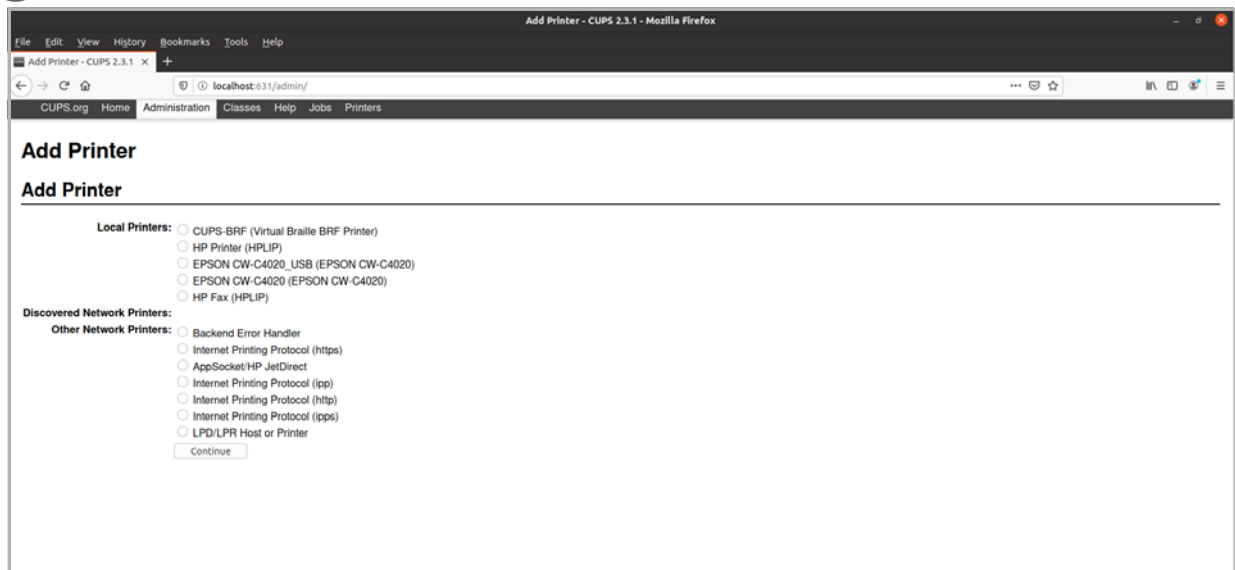 Add Printer - CUPS 2.3.1 - Mozilla Firefox
File Edit View History Bookmarks Tools Help
Add Printer - CUPS 2.3.1
localhost:631/admin/
CUPS.org Home Administration Classes Help Jobs Printers
Add Printer
Add Printer
Local Printers: CUPS-BRF (Virtual Braille BRF Printer)
HP Printer (HPLIP)
EPSON CW-C4020_USB (EPSON CW-C4020)
EPSON CW-C4020 (EPSON CW-C4020)
HP Fax (HPLIP)
Discovered Network Printers:
Other Network Printers: Backend Error Handler
Internet Printing Protocol (https)
AppSocket/HP JetDirect
Internet Printing Protocol (ipp)
Internet Printing Protocol (http)
Internet Printing Protocol (ipps)
LPD/LPR Host or Printer
Continue